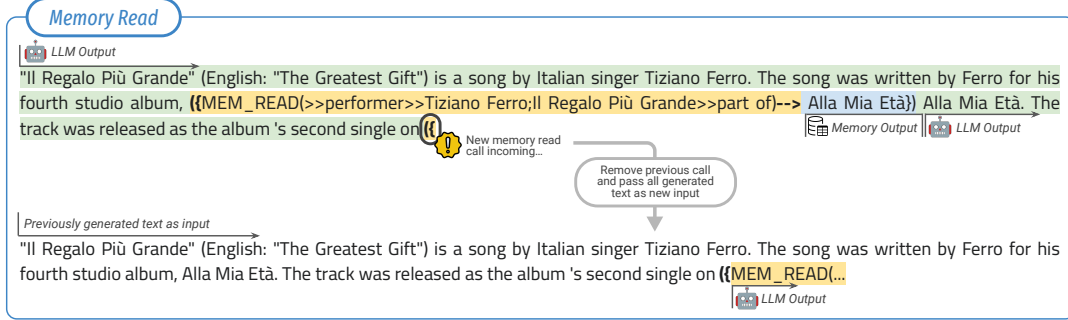 Memory Read
LLM Output
"Il Regalo Più Grande" (English: "The Greatest Gift") is a song by Italian singer Tiziano Ferro. The song was written by Ferro for his
fourth studio album, ({MEM_READ(>>performer>>Tiziano Ferro;Il Regalo Più Grande>>part of)--> Alla Mia Età}) Alla Mia Età. The
track was released as the album 's second single on ({
Memory Output
LLM Output
New memory read
call incoming...
Remove previous call
and pass all generated
text as new input
Previously generated text as input
"Il Regalo Più Grande" (English: "The Greatest Gift") is a song by Italian singer Tiziano Ferro. The song was written by Ferro for his
fourth studio album, Alla Mia Età. The track was released as the album 's second single on ({MEM_READ(...
LLM Output